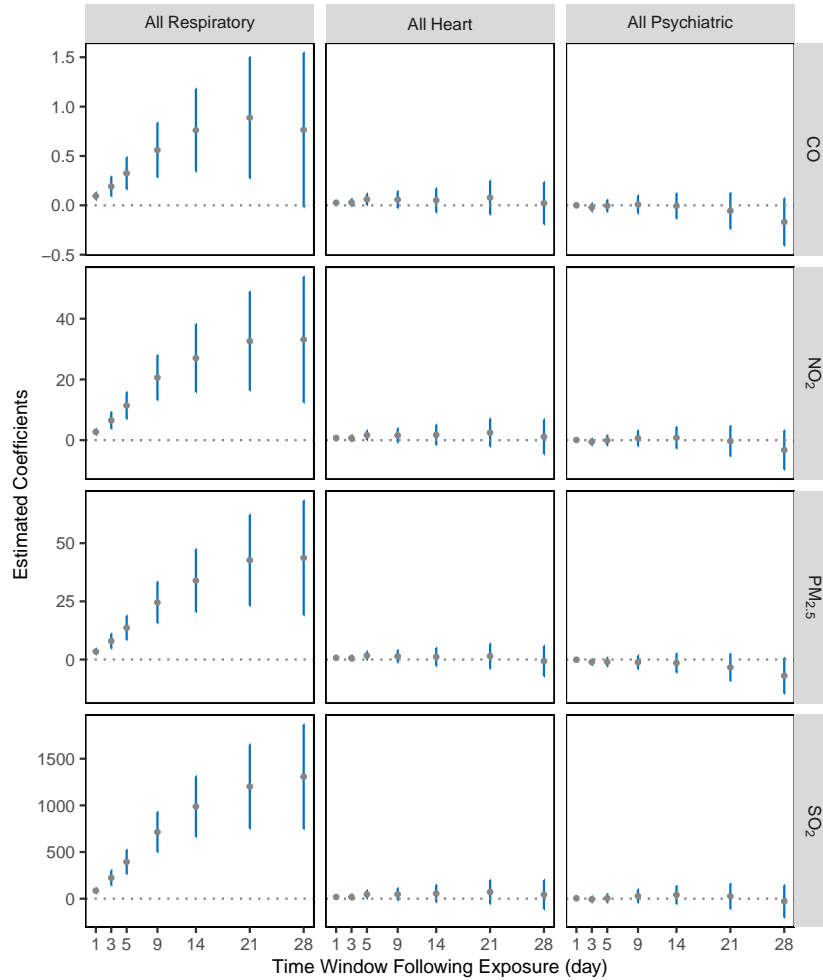 All Respiratory All Heart All Psychiatric
1.5
1.0
0.5
0.0
−0.5
CO
40
20
0
NO2
Estimated Coefficients
50
25
0
PM2.5
1500
1000
500
0
SO2
1 3 5 9 14 21 28 1 3 5 9 14 21 28 1 3 5 9 14 21 28
Time Window Following Exposure (day)